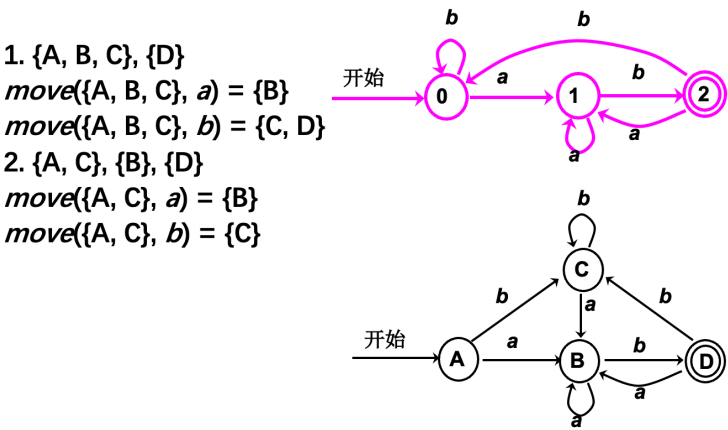 1. {A, B, C}, {D}
move({A, B, C}, a) = {B}
move({A, B, C}, b) = {C, D}
2. {A, C}, {B}, {D}
move({A, C}, a) = {B}
move({A, C}, b) = {C}
b
b
开始
0
a
1
b
2
a
a
b
C
b
a
b
开始
A
a
B
b
D
a
a